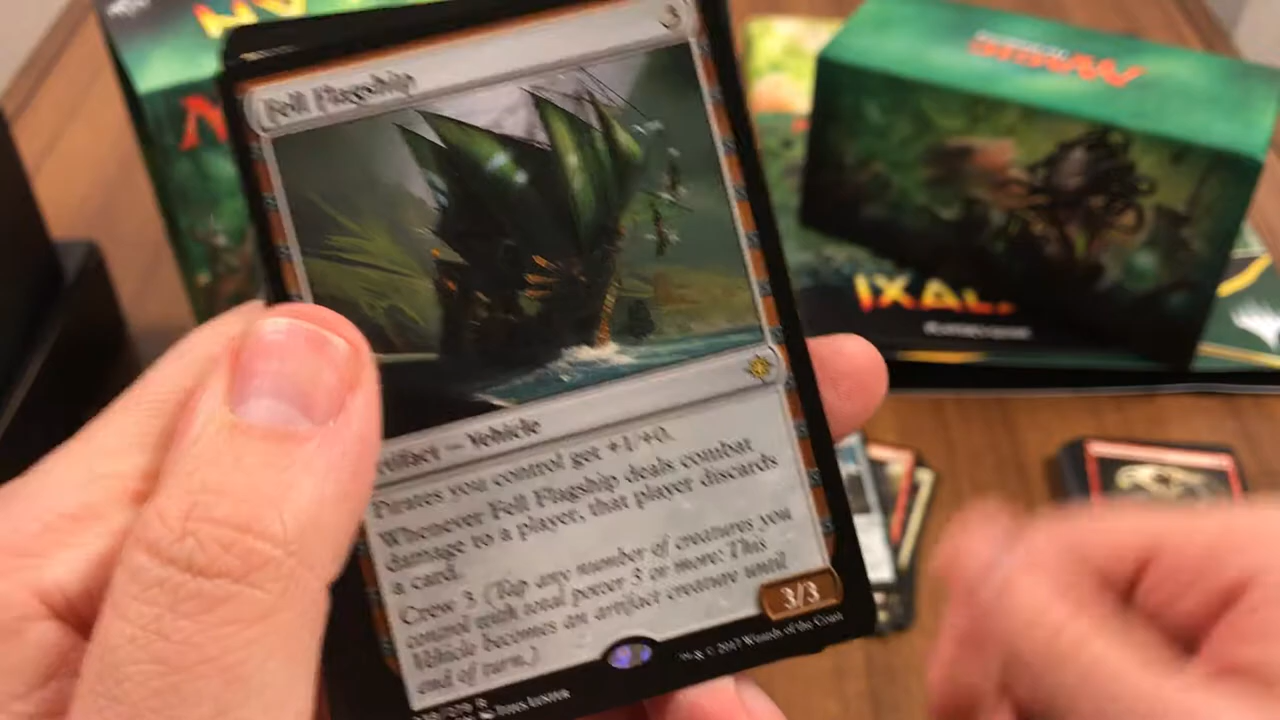 Fell Flagship
3
Artifact — Vehicle
Pirates you control get +1/+0.
Whenever Fell Flagship deals combat
damage to a player, that player discards
a card.
Crew 3 (Tap any number of creatures you
control with total power 3 or more: This
Vehicle becomes an artifact creature until
end of turn.)
3/3
™ & © 2017 Wizards of the Coast
IXAL